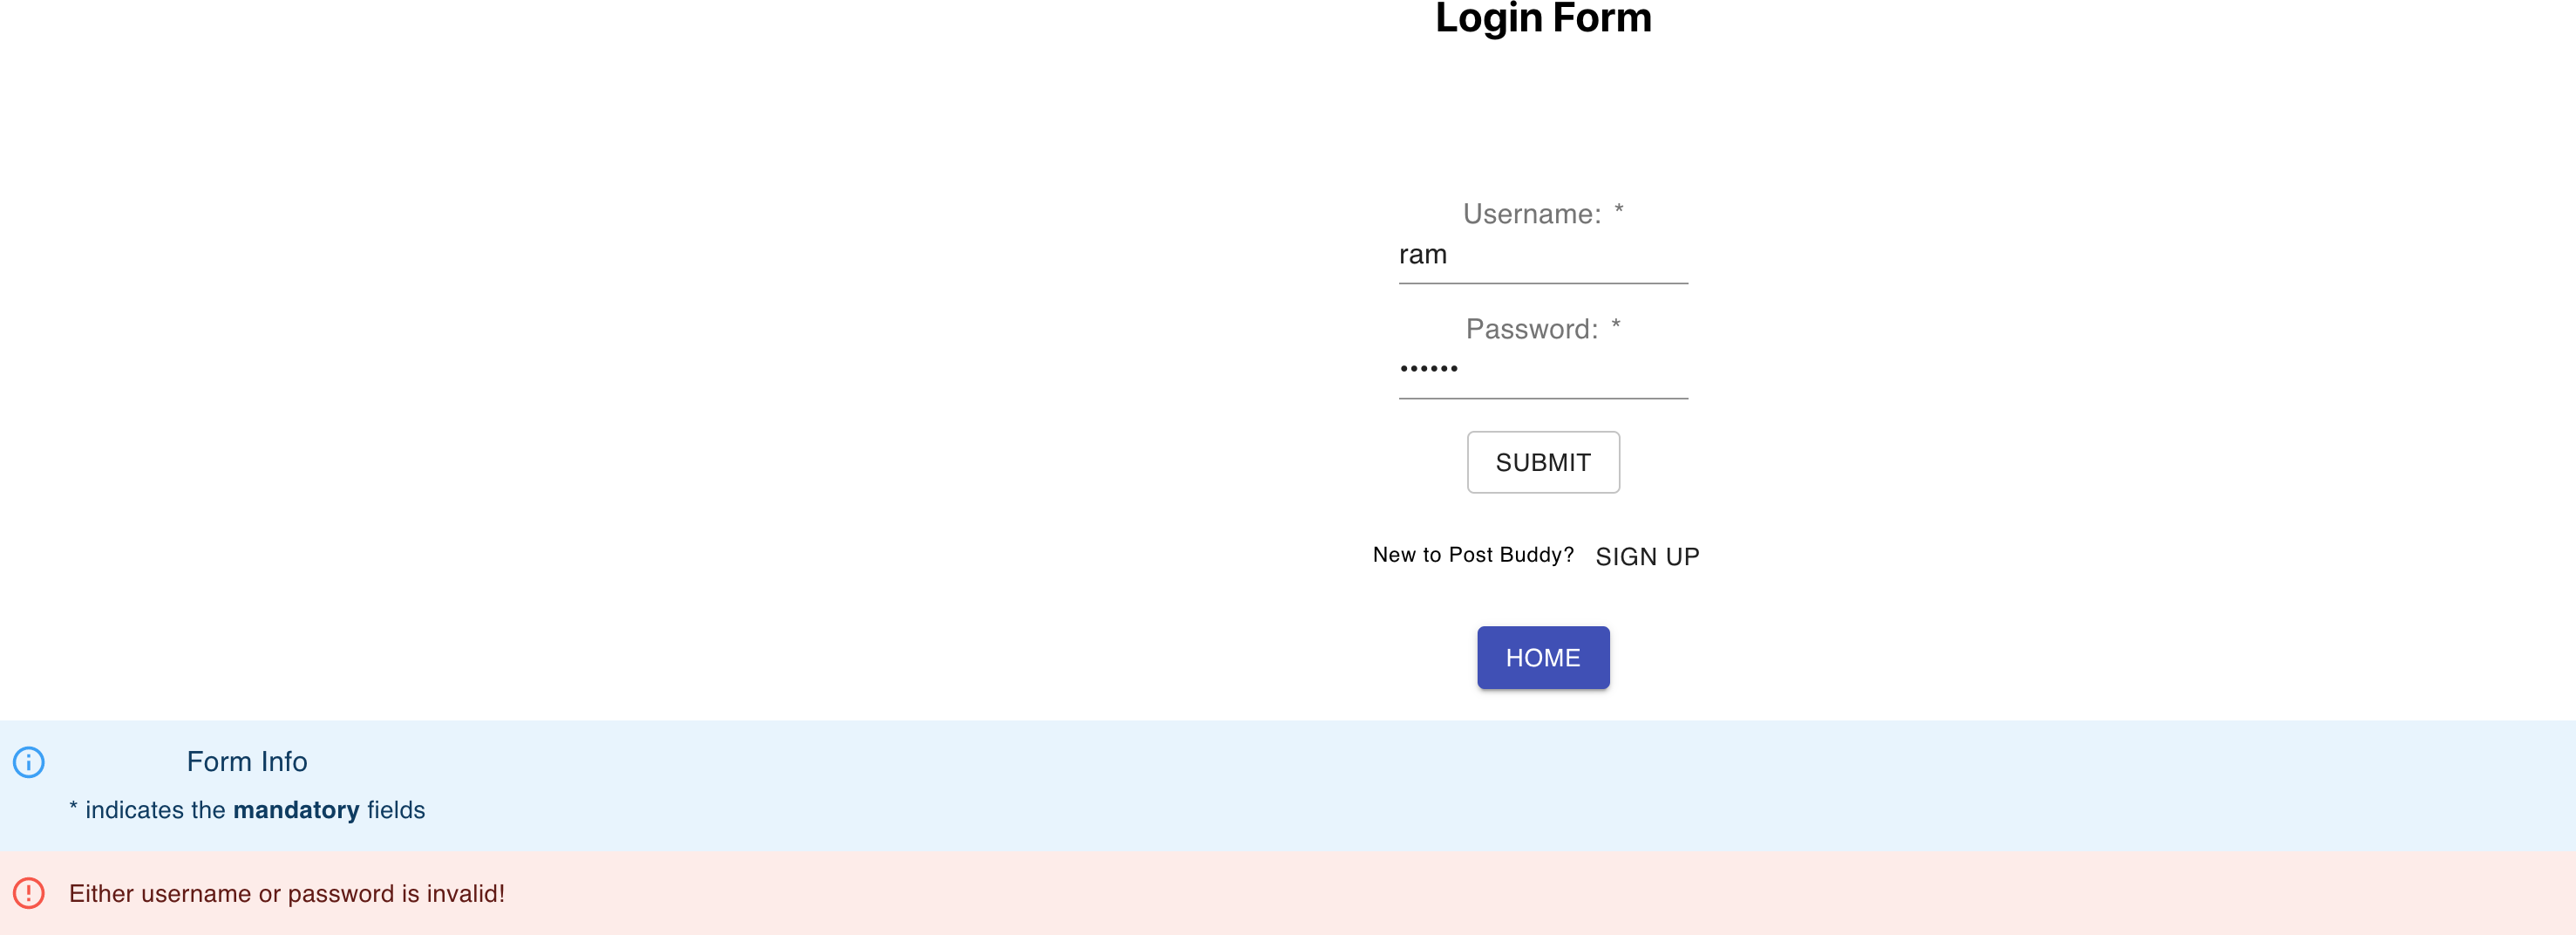 Login Form
Username: *
ram
Password: *
••••••
SUBMIT
New to Post Buddy? SIGN UP
HOME
Form Info
* indicates the mandatory fields
Either username or password is invalid!